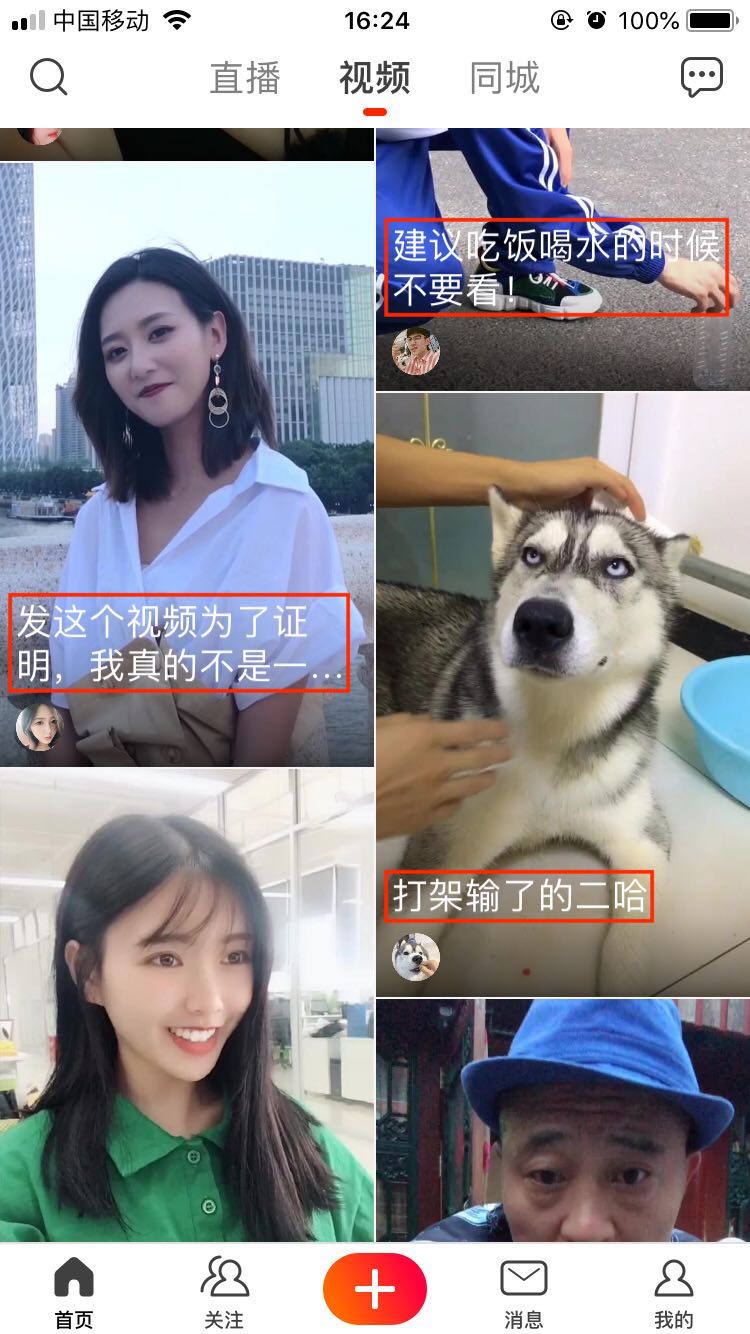 中国移动
16:24
100%
直播
视频
同城
建议吃饭喝水的时候
不要看！
发这个视频为了证
明，我真的不是一…
打架输了的二哈
首页
关注
消息
我的